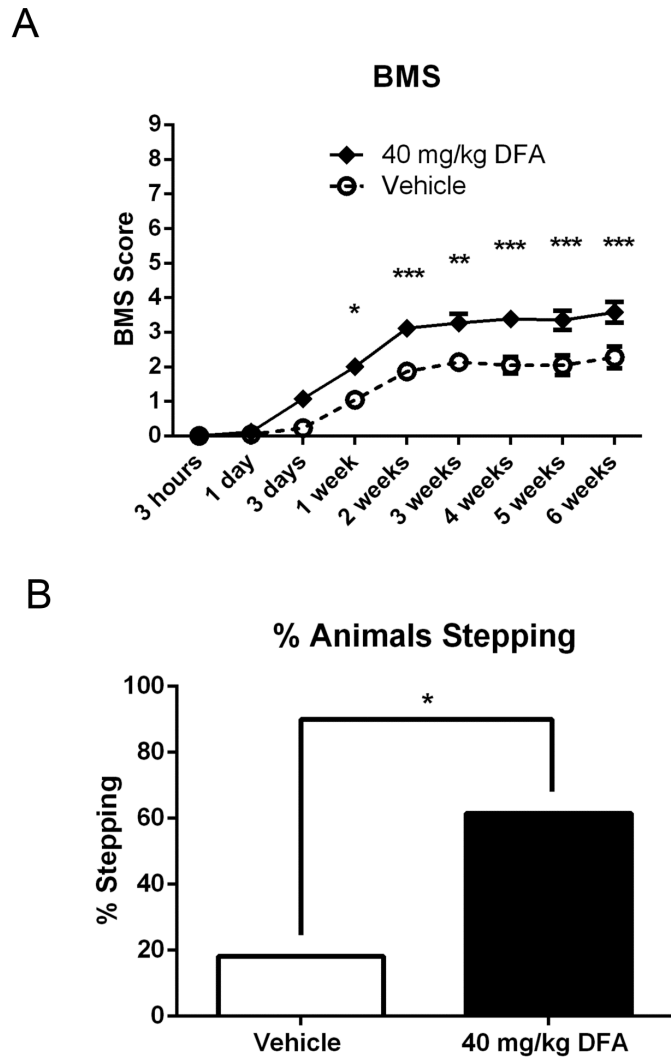 A
BMS
9
8
7
6
5
4
3
2
1
0
BMS Score
40 mg/kg DFA
Vehicle
* *** ** *** *** ***
3 hours 1 day 3 days 1 week 2 weeks 3 weeks 4 weeks 5 weeks 6 weeks
B
% Animals Stepping
100
80
60
40
20
0
% Stepping
*
Vehicle 40 mg/kg DFA